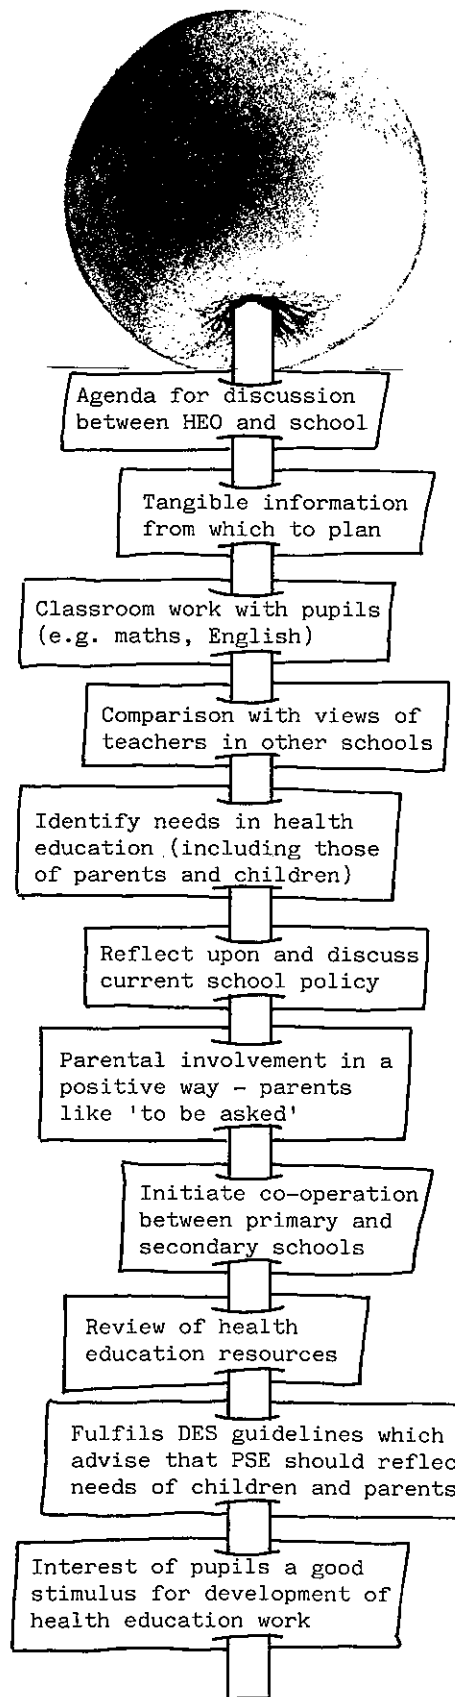 Agenda for discussion
between HEO and school
Tangible information
from which to plan
Classroom work with pupils
(e.g. maths, English)
Comparison with views of
teachers in other schools
Identify needs in health
education (including those
of parents and children)
Reflect upon and discuss
current school policy
Parental involvement in a
positive way – parents
like 'to be asked'
Initiate co-operation
between primary and
secondary schools
Review of health
education resources
Fulfils DES guidelines which
advise that PSE should reflec
needs of children and parents
Interest of pupils a good
stimulus for development of
health education work